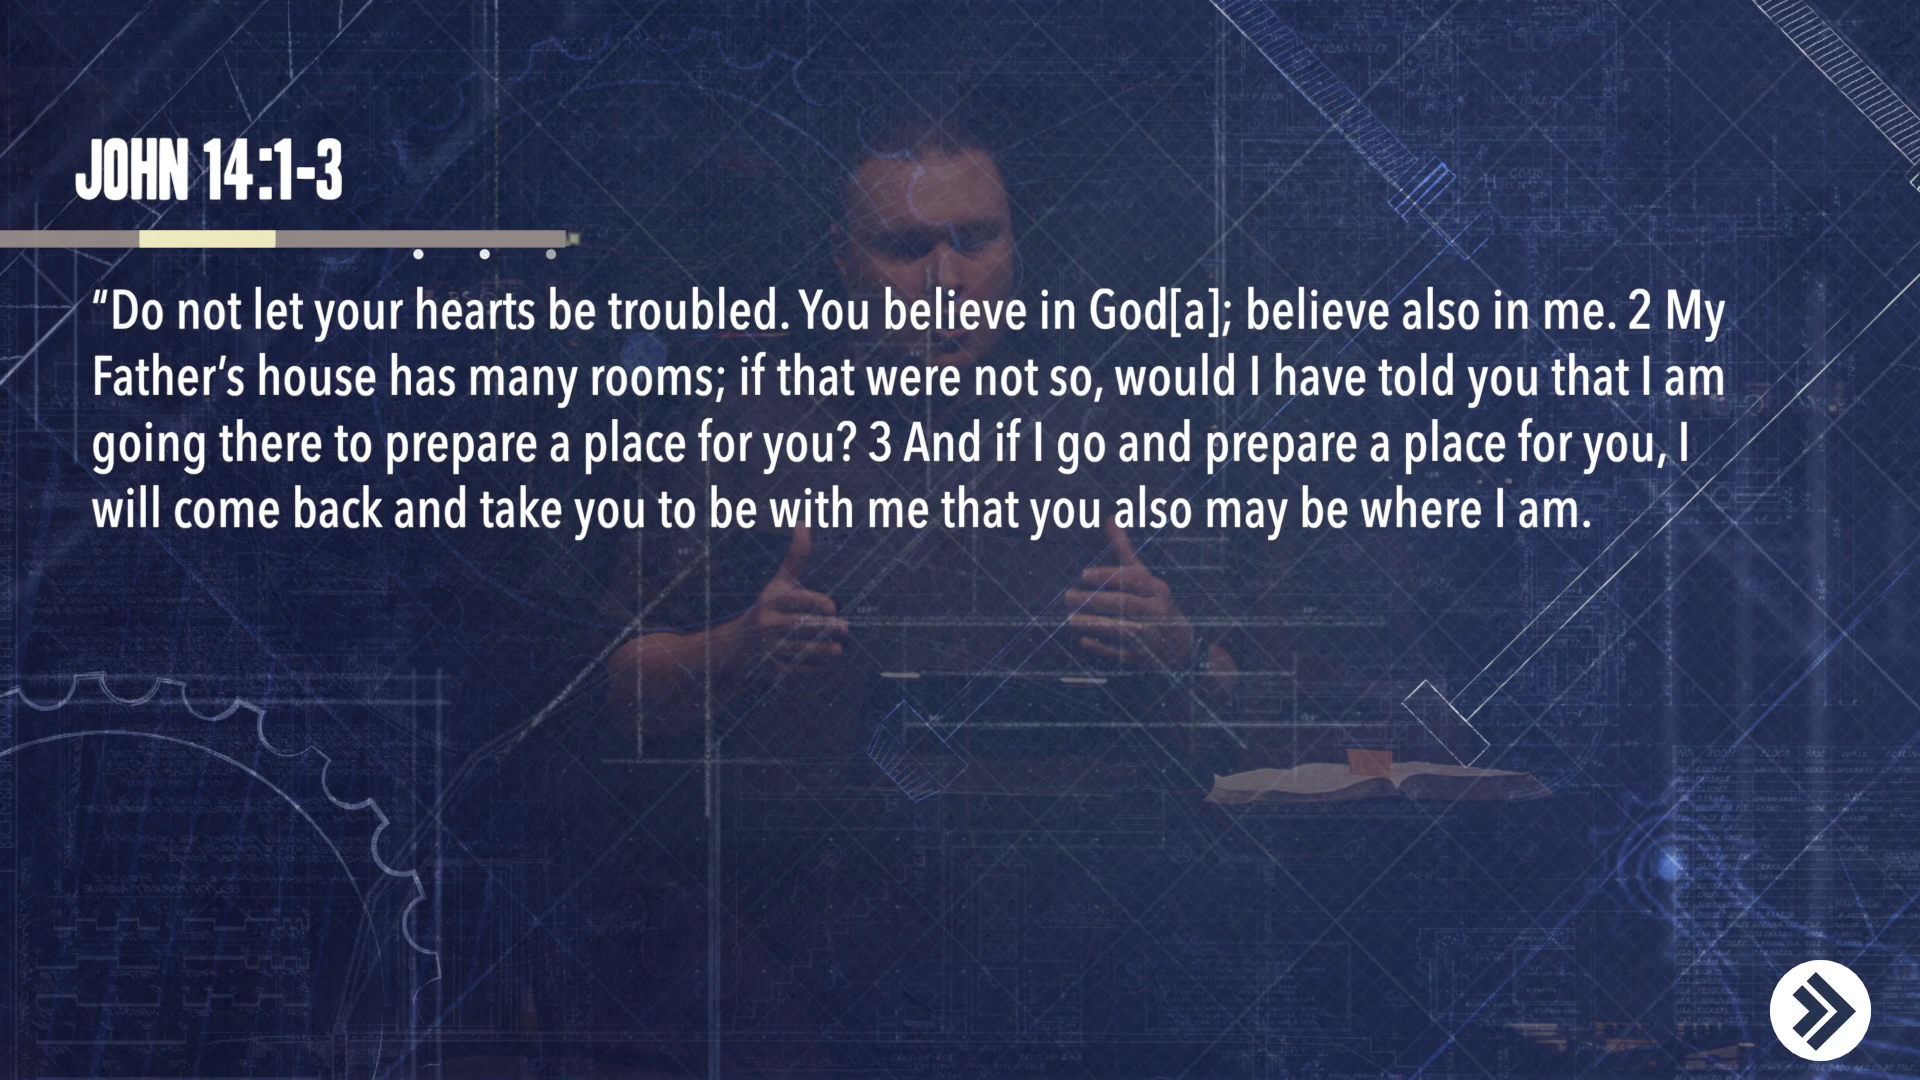 JOHN 14:1-3
“Do not let your hearts be troubled. You believe in God[a]; believe also in me. 2 My
Father’s house has many rooms; if that were not so, would I have told you that I am
going there to prepare a place for you? 3 And if I go and prepare a place for you, I
will come back and take you to be with me that you also may be where I am.